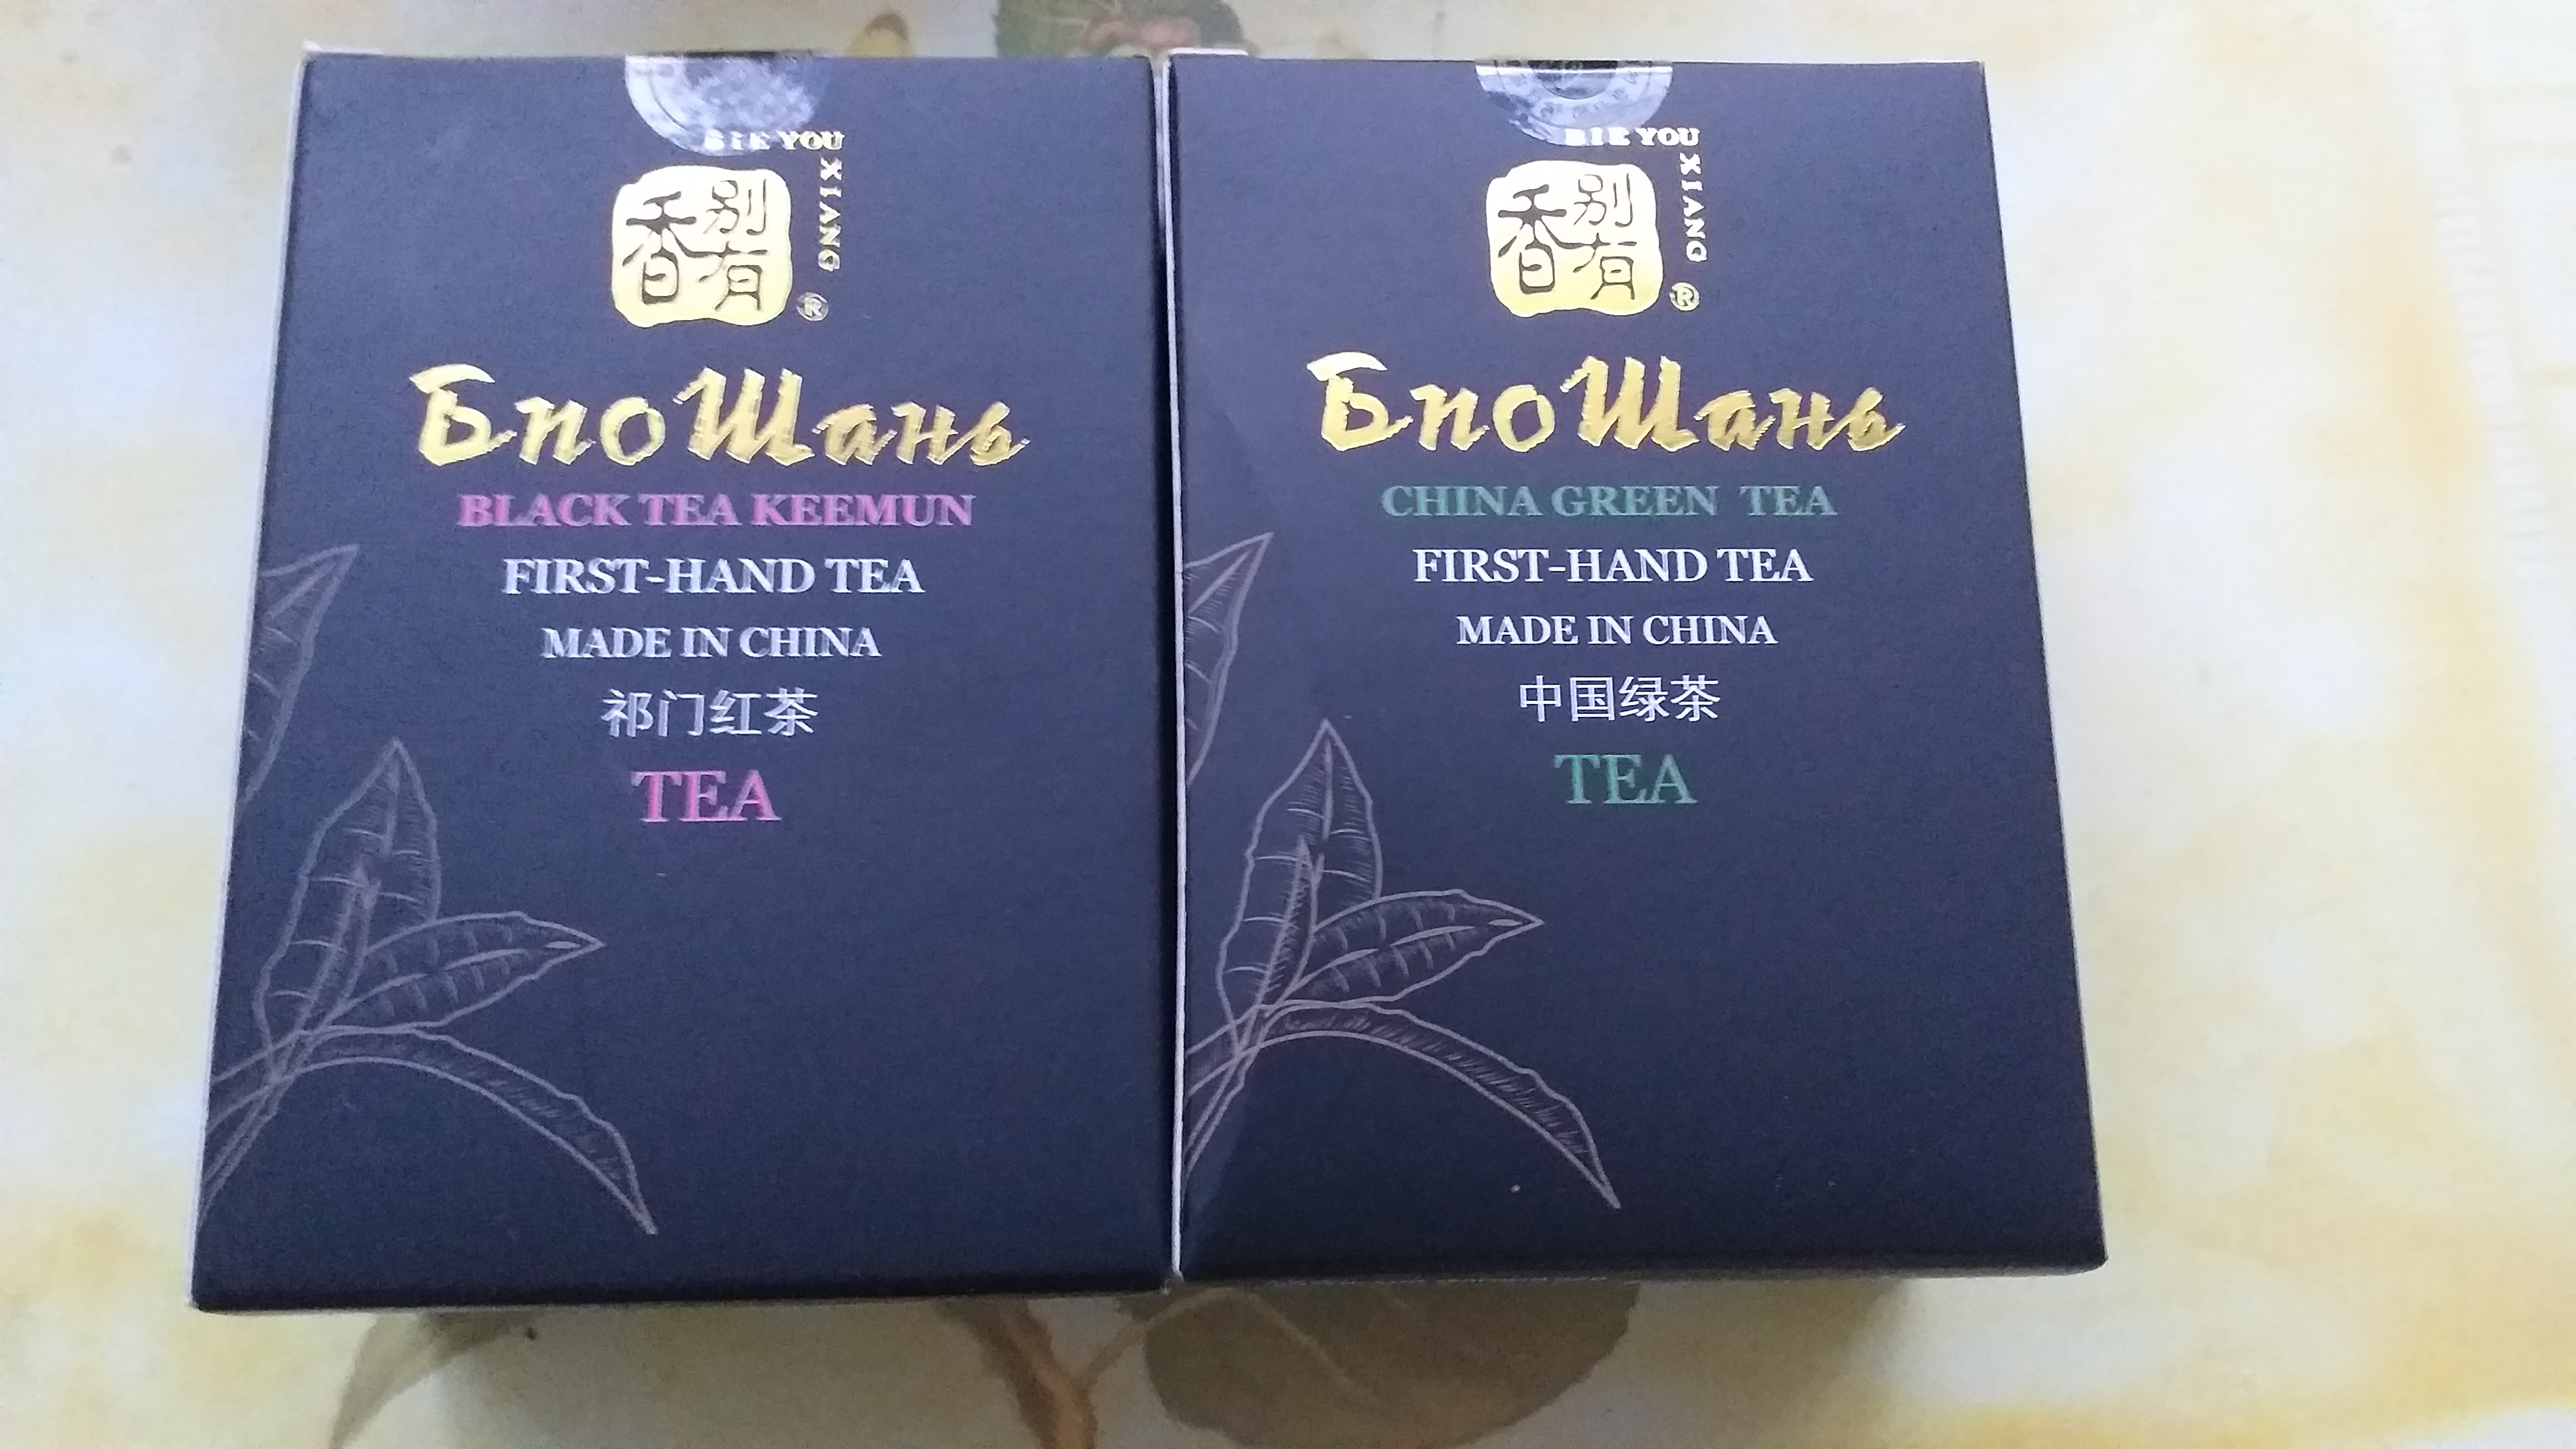 BIE YOU
XIANG
别有香
®
БпоШань
BLACK TEA KEEMUN
FIRST-HAND TEA
MADE IN CHINA
祁门红茶
TEA
BIE YOU
XIANG
别有香
®
БпоШань
CHINA GREEN TEA
FIRST-HAND TEA
MADE IN CHINA
中国绿茶
TEA